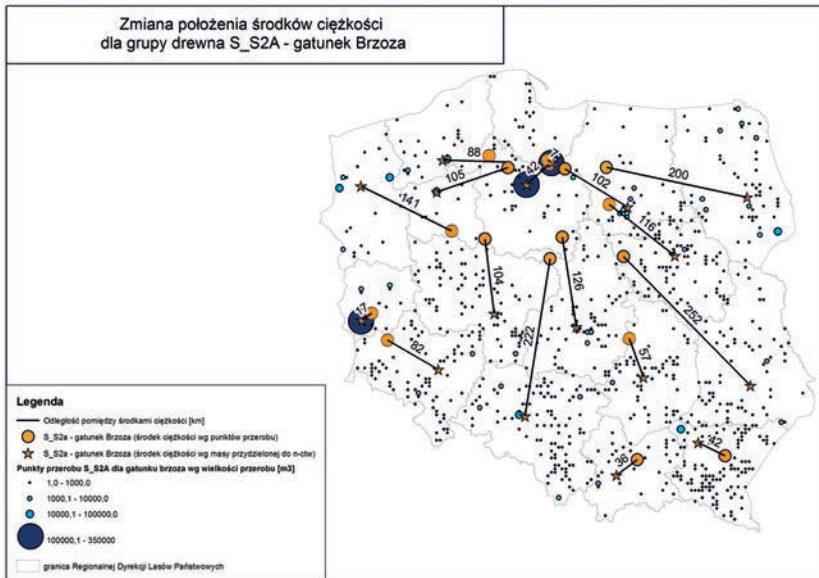 Zmiana położenia środków ciężkości
dla grupy drewna S_S2A - gatunek Brzoza
88
105
141
42
102
200
116
104
126
222
252
17
82
57
36
42
Legenda
Odległość pomiędzy środkami ciężkości [km]
S_S2a - gatunek Brzoza (środek ciężkości wg punktów przerobu)
S_S2a - gatunek Brzoza (środek ciężkości wg masy przydzielonej do n-ctw)
Punkty przerobu S_S2A dla gatunku brzoza wg wielkości przerobu [m3]
1,0 - 1000,0
1000,1 - 10000,0
10000,1 - 100000,0
100000,1 - 350000
granica Regionalnej Dyrekcji Lasów Państwowych